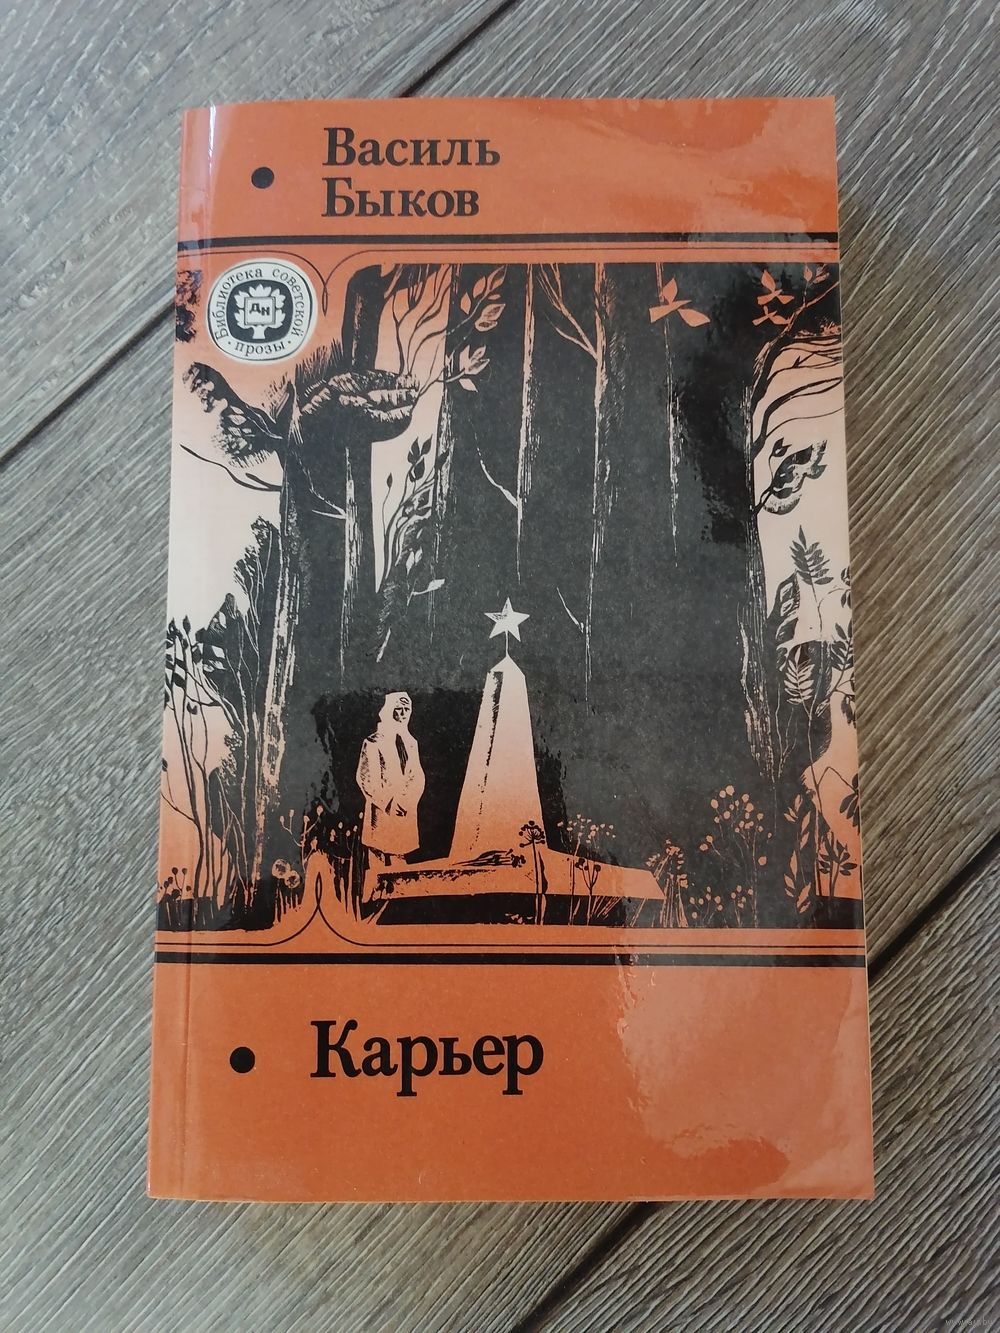 Василь
Быков
• Библиотека советской •
прозы
ДН
Карьер